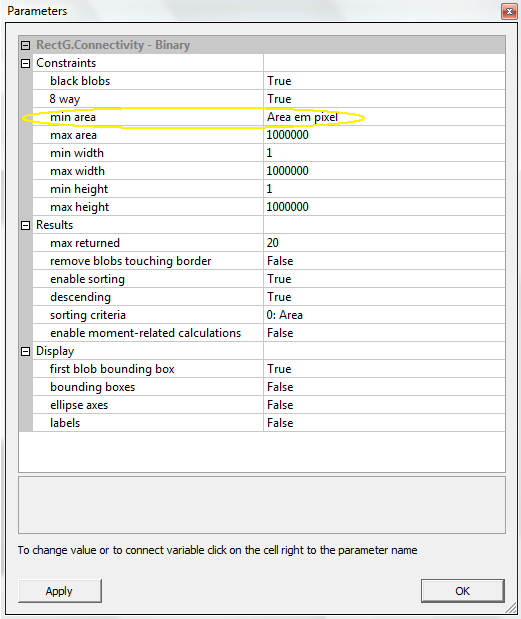 Parameters
RectG.Connectivity - Binary
Constraints
black blobs True
8 way True
min area Area em pixel
max area 1000000
min width 1
max width 1000000
min height 1
max height 1000000
Results
max returned 20
remove blobs touching border False
enable sorting True
descending True
sorting criteria 0: Area
enable moment-related calculations False
Display
first blob bounding box True
bounding boxes False
ellipse axes False
labels False
To change value or to connect variable click on the cell right to the parameter name
Apply OK